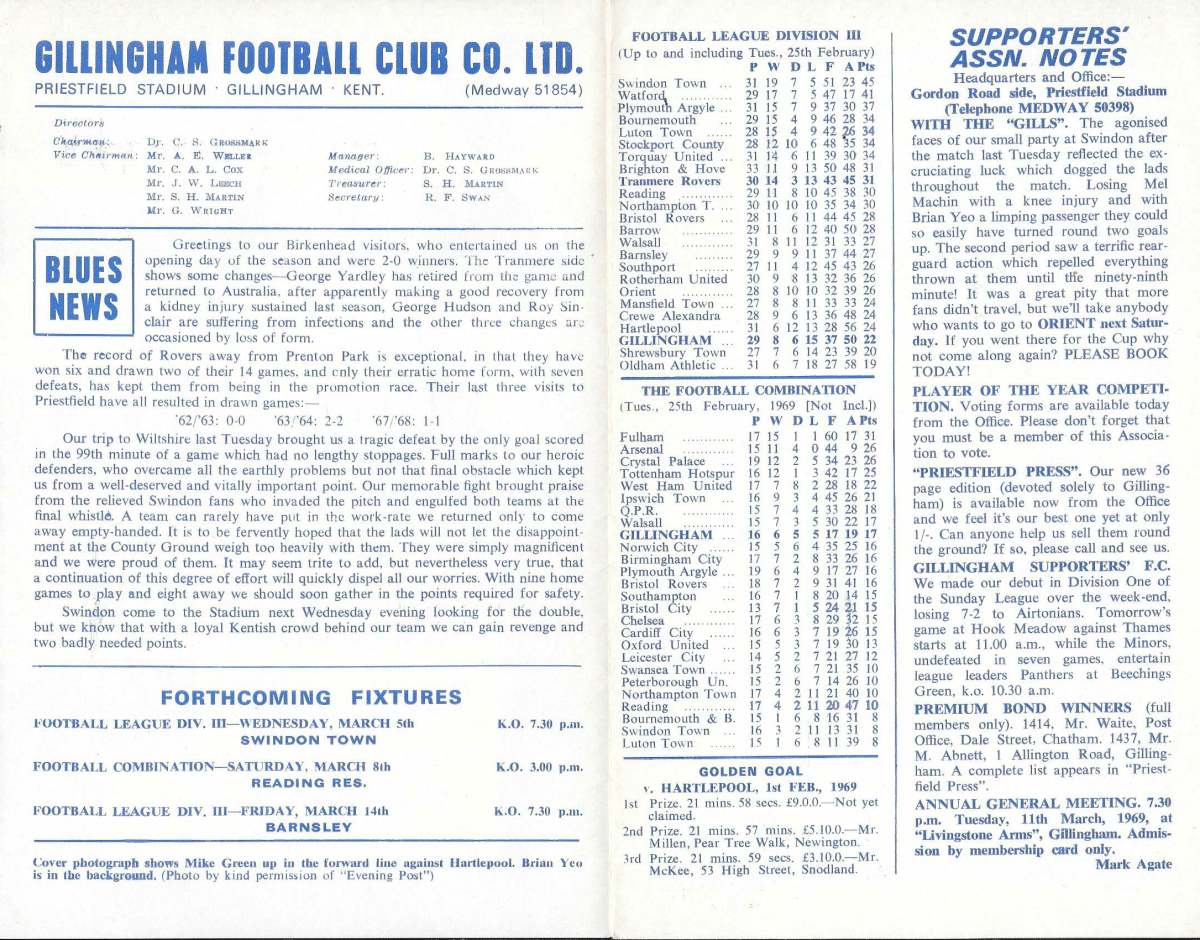 GILLINGHAM FOOTBALL CLUB CO. LTD.
PRIESTFIELD STADIUM · GILLINGHAM · KENT. (Medway 51854)
Directors
Chairman: Dr. C. S. GROSSMARK
Vice Chairman: Mr. A. E. WELLER Manager: B. HAYWARD
Mr. C. A. L. COX Medical Officer: Dr. C. S. GROSSMARK
Mr. J. W. LEECH Treasurer: S. H. MARTIN
Mr. S. H. MARTIN Secretary: R. F. SWAN
Mr. G. WRIGHT
BLUES
NEWS
Greetings to our Birkenhead visitors, who entertained us on the
opening day of the season and were 2-0 winners. The Tranmere side
shows some changes—George Yardley has retired from the game and
returned to Australia, after apparently making a good recovery from
a kidney injury sustained last season, George Hudson and Roy Sin-
clair are suffering from infections and the other three changes are
occasioned by loss of form.
The record of Rovers away from Prenton Park is exceptional, in that they have
won six and drawn two of their 14 games, and only their erratic home form, with seven
defeats, has kept them from being in the promotion race. Their last three visits to
Priestfield have all resulted in drawn games:—
'62/'63: 0-0 '63/'64: 2-2 '67/'68: 1-1
Our trip to Wiltshire last Tuesday brought us a tragic defeat by the only goal scored
in the 99th minute of a game which had no lengthy stoppages. Full marks to our heroic
defenders, who overcame all the earthly problems but not that final obstacle which kept
us from a well-deserved and vitally important point. Our memorable fight brought praise
from the relieved Swindon fans who invaded the pitch and engulfed both teams at the
final whistle. A team can rarely have put in the work-rate we returned only to come
away empty-handed. It is to be fervently hoped that the lads will not let the disappoint-
ment at the County Ground weigh too heavily with them. They were simply magnificent
and we were proud of them. It may seem trite to add, but nevertheless very true, that
a continuation of this degree of effort will quickly dispel all our worries. With nine home
games to play and eight away we should soon gather in the points required for safety.
Swindon come to the Stadium next Wednesday evening looking for the double,
but we know that with a loyal Kentish crowd behind our team we can gain revenge and
two badly needed points.
FORTHCOMING FIXTURES
FOOTBALL LEAGUE DIV. III—WEDNESDAY, MARCH 5th K.O. 7.30 p.m.
SWINDON TOWN
FOOTBALL COMBINATION—SATURDAY, MARCH 8th K.O. 3.00 p.m.
READING RES.
FOOTBALL LEAGUE DIV. III—FRIDAY, MARCH 14th K.O. 7.30 p.m.
BARNSLEY
Cover photograph shows Mike Green up in the forward line against Hartlepool. Brian Yeo
is in the background. (Photo by kind permission of "Evening Post")
FOOTBALL LEAGUE DIVISION III
(Up to and including Tues., 25th February)
P W D L F A Pts
Swindon Town ... 31 19 7 5 51 23 45
Watford ............ 29 17 7 5 47 17 41
Plymouth Argyle ... 31 15 7 9 37 30 37
Bournemouth ... 29 15 4 9 46 28 34
Luton Town ...... 28 15 4 9 42 26 34
Stockport County 28 12 10 6 48 35 34
Torquay United ... 31 14 6 11 39 30 34
Brighton & Hove 33 11 9 13 50 48 31
Tranmere Rovers 30 14 3 13 43 45 31
Reading ............ 29 11 8 10 45 38 30
Northampton T. ... 30 10 10 10 35 34 30
Bristol Rovers ... 28 11 6 11 44 45 28
Barrow ............ 29 11 6 12 40 50 28
Walsall ............ 31 8 11 12 31 33 27
Barnsley ............ 29 9 9 11 37 44 27
Southport ......... 27 11 4 12 45 43 26
Rotherham United 30 9 8 13 32 36 26
Orient ............ 28 8 10 10 32 39 26
Mansfield Town ... 27 8 8 11 33 33 24
Crewe Alexandra 28 9 6 13 36 48 24
Hartlepool ...... 31 6 12 13 28 56 24
GILLINGHAM ... 29 8 6 15 37 50 22
Shrewsbury Town 27 7 6 14 23 39 20
Oldham Athletic ... 31 6 7 18 27 58 19
THE FOOTBALL COMBINATION
(Tues., 25th February, 1969 [Not Incl.])
P W D L F A Pts
Fulham ............ 17 15 1 1 60 17 31
Arsenal ............ 15 11 4 0 44 9 26
Crystal Palace ... 19 12 2 5 34 23 26
Tottenham Hotspur 16 12 1 3 42 17 25
West Ham United 17 7 8 2 28 18 22
Ipswich Town ... 16 9 3 4 45 26 21
Q.P.R. ............ 15 7 4 4 33 28 18
Walsall ............ 15 7 3 5 30 22 17
GILLINGHAM ... 16 6 5 5 17 19 17
Norwich City ...... 15 5 6 4 35 25 16
Birmingham City 17 7 2 8 33 26 16
Plymouth Argyle ... 19 6 4 9 17 27 16
Bristol Rovers ... 18 7 2 9 31 41 16
Southampton ... 16 7 1 8 20 14 15
Bristol City ...... 13 7 1 5 24 21 15
Chelsea ............ 17 6 3 8 29 32 15
Cardiff City ...... 16 6 3 7 19 26 15
Oxford United ... 15 5 3 7 19 30 13
Leicester City ... 14 5 2 7 21 27 12
Swansea Town ...... 15 2 6 7 21 35 10
Peterborough Un. 15 2 6 7 14 26 10
Northampton Town 17 4 2 11 21 40 10
Reading ............ 17 4 2 11 20 47 10
Bournemouth & B. 15 1 6 8 16 31 8
Swindon Town ... 16 3 2 11 13 31 8
Luton Town ...... 15 1 6 8 11 39 8
GOLDEN GOAL
v. HARTLEPOOL, 1st FEB., 1969
1st Prize. 21 mins. 58 secs. £9.0.0.—Not yet
claimed.
2nd Prize. 21 mins. 57 mins. £5.10.0.—Mr.
Millen, Pear Tree Walk, Newington.
3rd Prize. 21 mins. 59 secs. £3.10.0.—Mr.
McKee, 53 High Street, Snodland.
SUPPORTERS'
ASSN. NOTES
Headquarters and Office:—
Gordon Road side, Priestfield Stadium
(Telephone MEDWAY 50398)
WITH THE "GILLS". The agonised
faces of our small party at Swindon after
the match last Tuesday reflected the ex-
cruciating luck which dogged the lads
throughout the match. Losing Mel
Machin with a knee injury and with
Brian Yeo a limping passenger they could
so easily have turned round two goals
up. The second period saw a terrific rear-
guard action which repelled everything
thrown at them until the ninety-ninth
minute! It was a great pity that more
fans didn't travel, but we'll take anybody
who wants to go to ORIENT next Satur-
day. If you went there for the Cup why
not come along again? PLEASE BOOK
TODAY!
PLAYER OF THE YEAR COMPETI-
TION. Voting forms are available today
from the Office. Please don't forget that
you must be a member of this Associa-
tion to vote.
"PRIESTFIELD PRESS". Our new 36
page edition (devoted solely to Gilling-
ham) is available now from the Office
and we feel it's our best one yet at only
1/-. Can anyone help us sell them round
the ground? If so, please call and see us.
GILLINGHAM SUPPORTERS' F.C.
We made our debut in Division One of
the Sunday League over the week-end,
losing 7-2 to Airtonians. Tomorrow's
game at Hook Meadow against Thames
starts at 11.00 a.m., while the Minors,
undefeated in seven games, entertain
league leaders Panthers at Beechings
Green, k.o. 10.30 a.m.
PREMIUM BOND WINNERS (full
members only). 1414, Mr. Waite, Post
Office, Dale Street, Chatham. 1437, Mr.
M. Abnett, 1 Allington Road, Gilling-
ham. A complete list appears in "Priest-
field Press".
ANNUAL GENERAL MEETING. 7.30
p.m. Tuesday, 11th March, 1969, at
"Livingstone Arms", Gillingham. Admis-
sion by membership card only.
Mark Agate